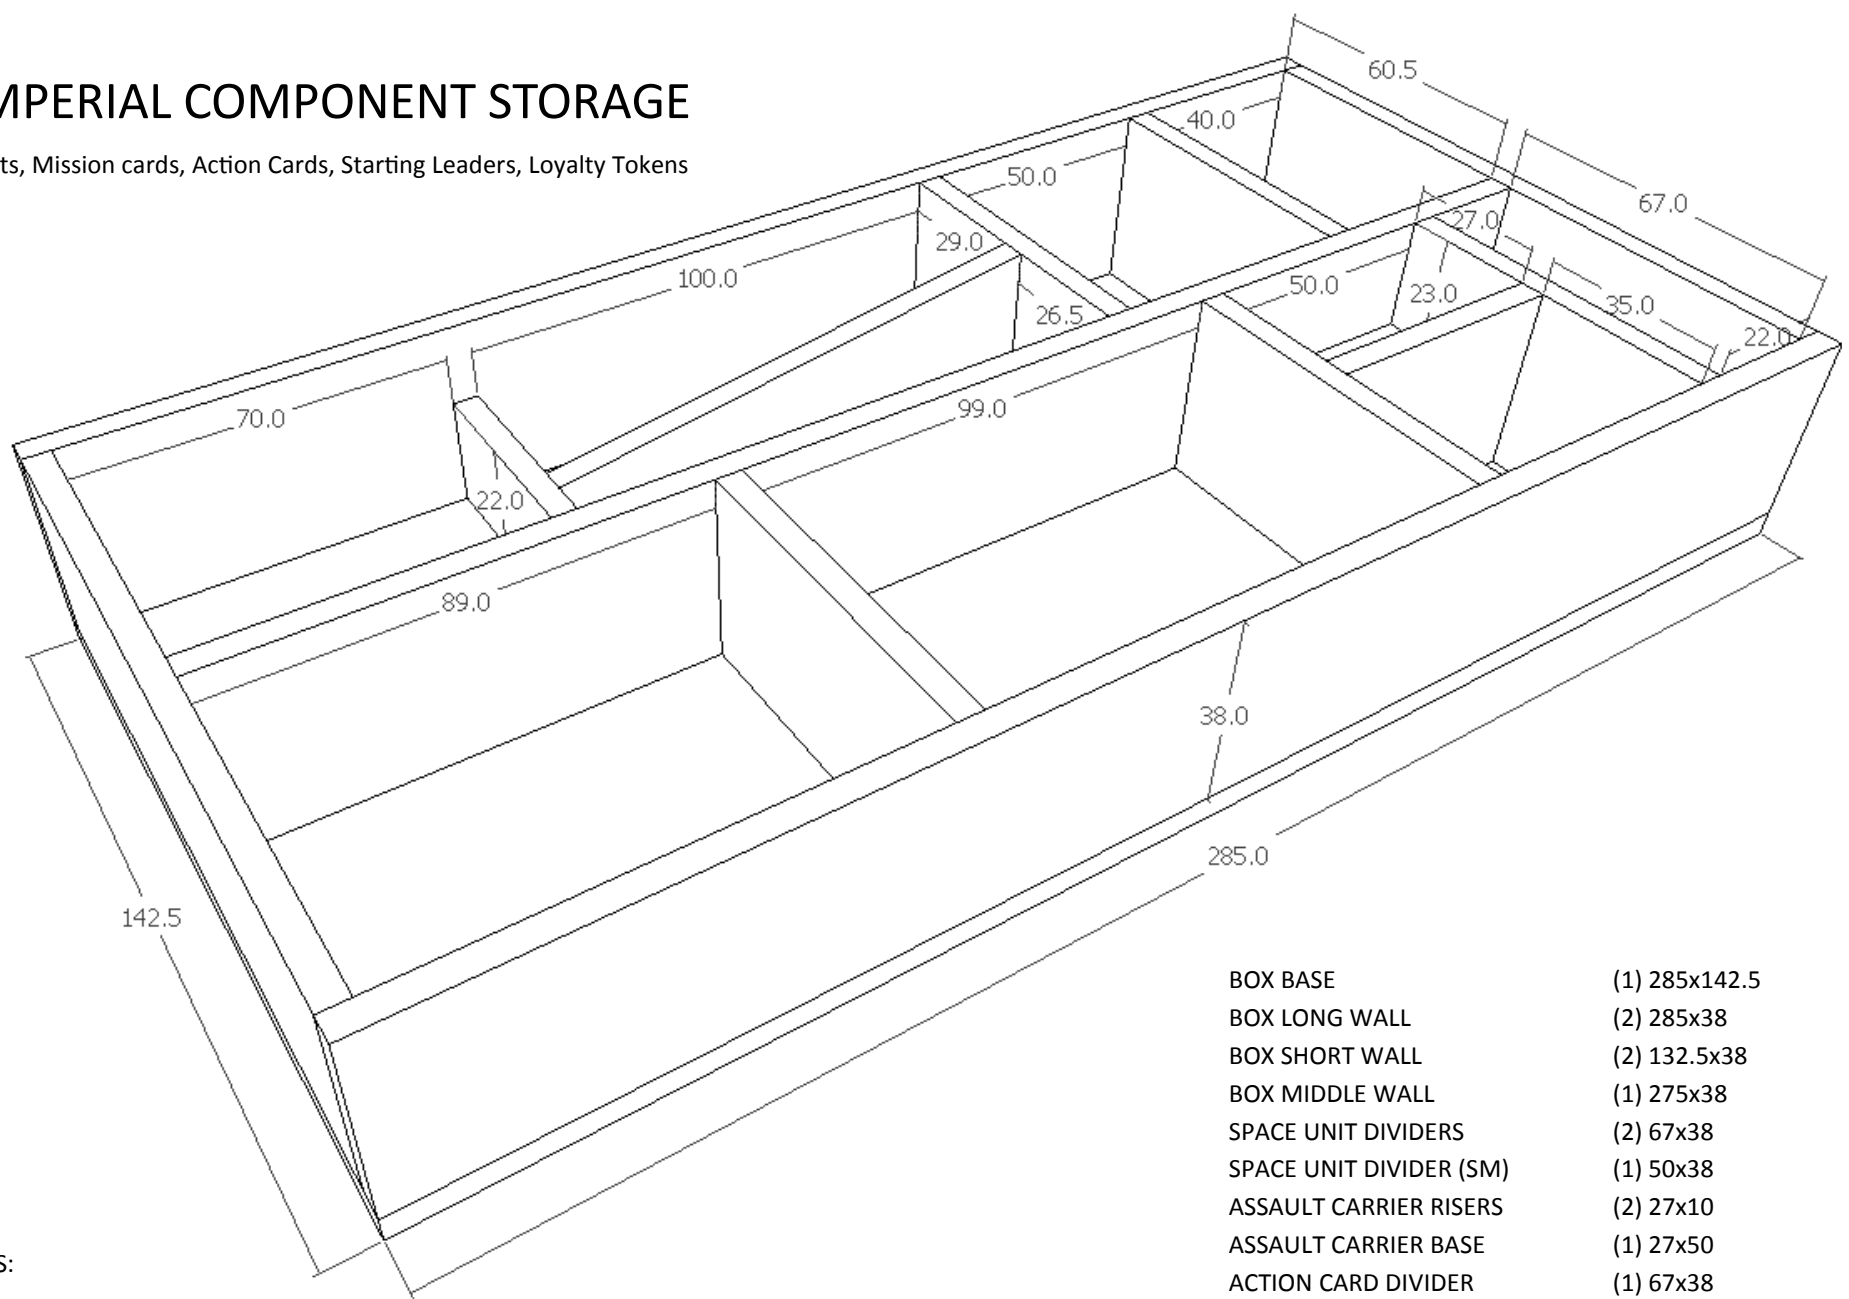 MPERIAL COMPONENT STORAGE
ts, Mission cards, Action Cards, Starting Leaders, Loyalty Tokens
60.5
40.0
50.0
67.0
27.0
29.0
100.0
50.0
23.0
35.0
26.5
22.0
70.0
99.0
22.0
89.0
38.0
285.0
142.5
BOX BASE (1) 285x142.5
BOX LONG WALL (2) 285x38
BOX SHORT WALL (2) 132.5x38
BOX MIDDLE WALL (1) 275x38
SPACE UNIT DIVIDERS (2) 67x38
SPACE UNIT DIVIDER (SM) (1) 50x38
ASSAULT CARRIER RISERS (2) 27x10
ASSAULT CARRIER BASE (1) 27x50
ACTION CARD DIVIDER (1) 67x38
S: